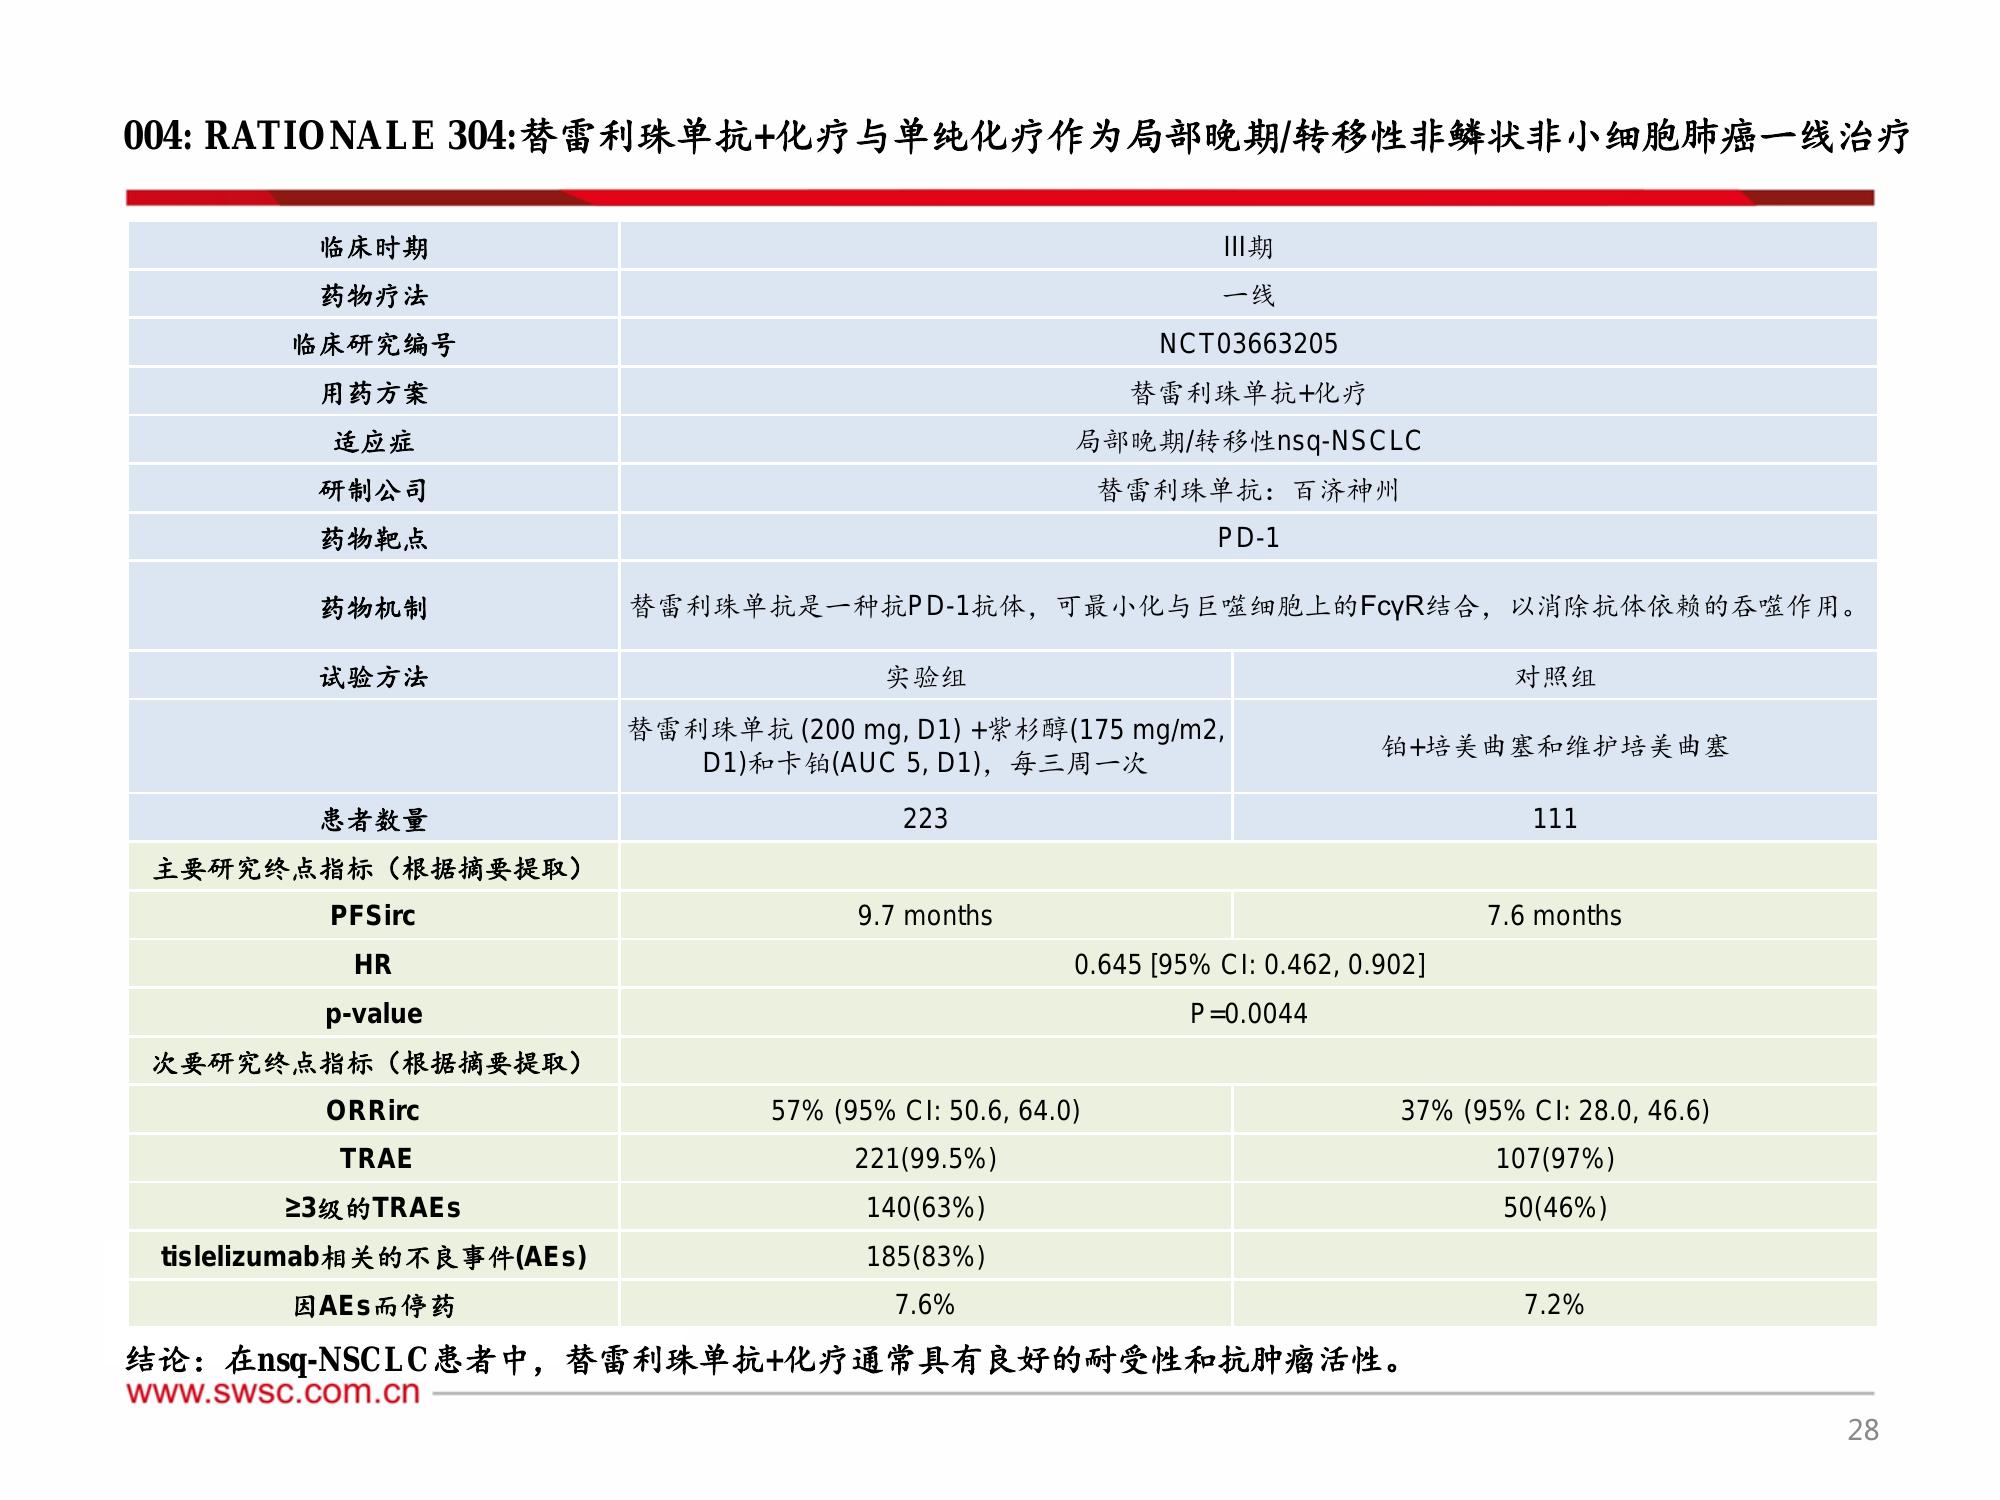 004: RATIONALE 304:替雷利珠单抗+化疗与单纯化疗作为局部晚期/转移性非鳞状非小细胞肺癌一线治疗
临床时期 III期
药物疗法 一线
临床研究编号 NCT03663205
用药方案 替雷利珠单抗+化疗
适应症 局部晚期/转移性nsq-NSCLC
研制公司 替雷利珠单抗：百济神州
药物靶点 PD-1
药物机制 替雷利珠单抗是一种抗PD-1抗体，可最小化与巨噬细胞上的FcγR结合，以消除抗体依赖的吞噬作用。
试验方法 实验组 对照组
替雷利珠单抗 (200 mg, D1) +紫杉醇(175 mg/m2,
D1)和卡铂(AUC 5, D1)，每三周一次
铂+培美曲塞和维护培美曲塞
患者数量 223 111
主要研究终点指标（根据摘要提取）
PFSirc 9.7 months 7.6 months
HR 0.645 [95% CI: 0.462, 0.902]
p-value P=0.0044
次要研究终点指标（根据摘要提取）
ORRirc 57% (95% CI: 50.6, 64.0) 37% (95% CI: 28.0, 46.6)
TRAE 221(99.5%) 107(97%)
≥3级的TRAEs 140(63%) 50(46%)
tislelizumab相关的不良事件(AEs) 185(83%)
因AEs而停药 7.6% 7.2%
结论：在nsq-NSCLC患者中，替雷利珠单抗+化疗通常具有良好的耐受性和抗肿瘤活性。
www.swsc.com.cn
28